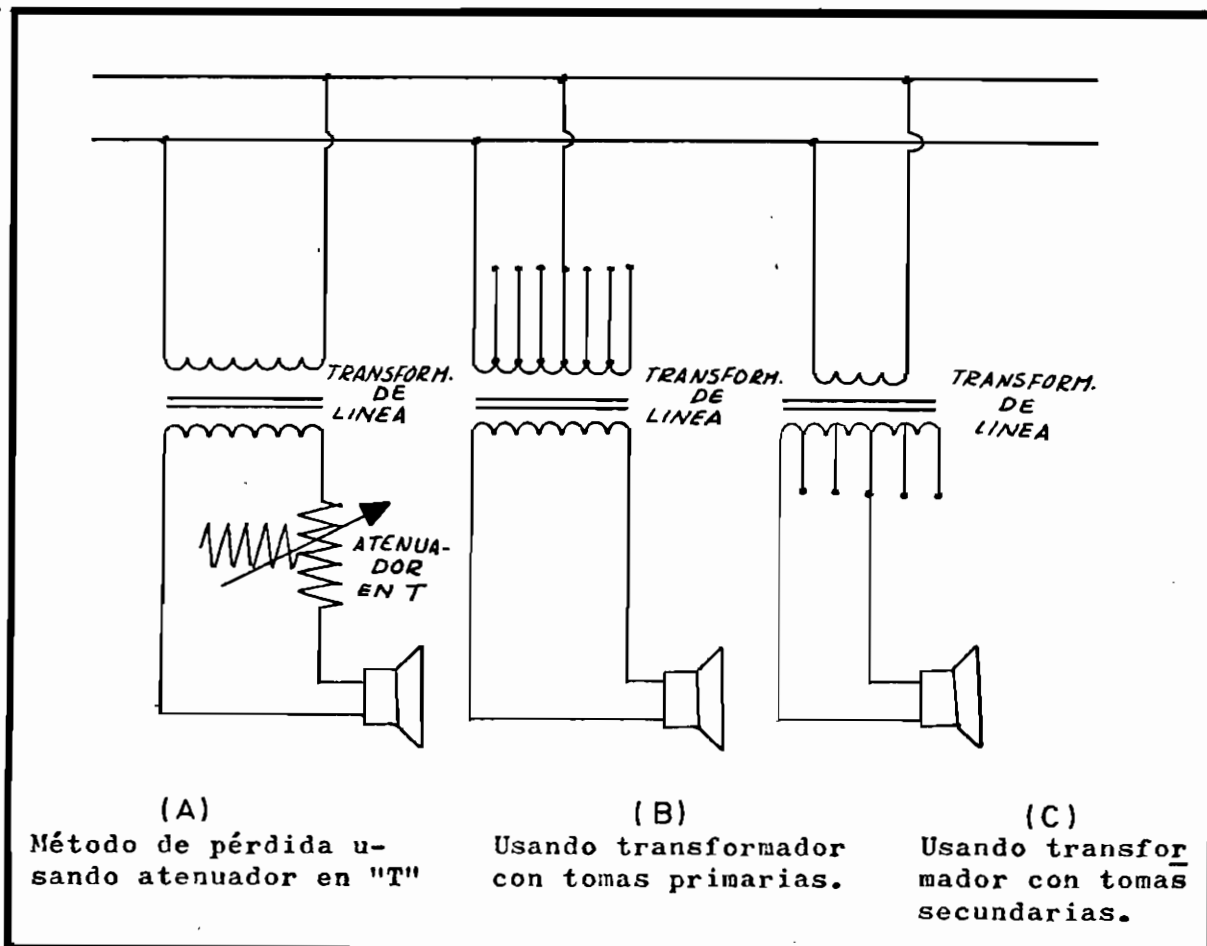 TRANSFORM.
DE
LINEA
TRANSFORM.
DE
LINEA
TRANSFORM.
DE
LINEA
ATENUA-
DOR
EN T
(A)
Método de pérdida u-
sando atenuador en "T"
(B)
Usando transformador
con tomas primarias.
(C)
Usando transfor
mador con tomas
secundarias.